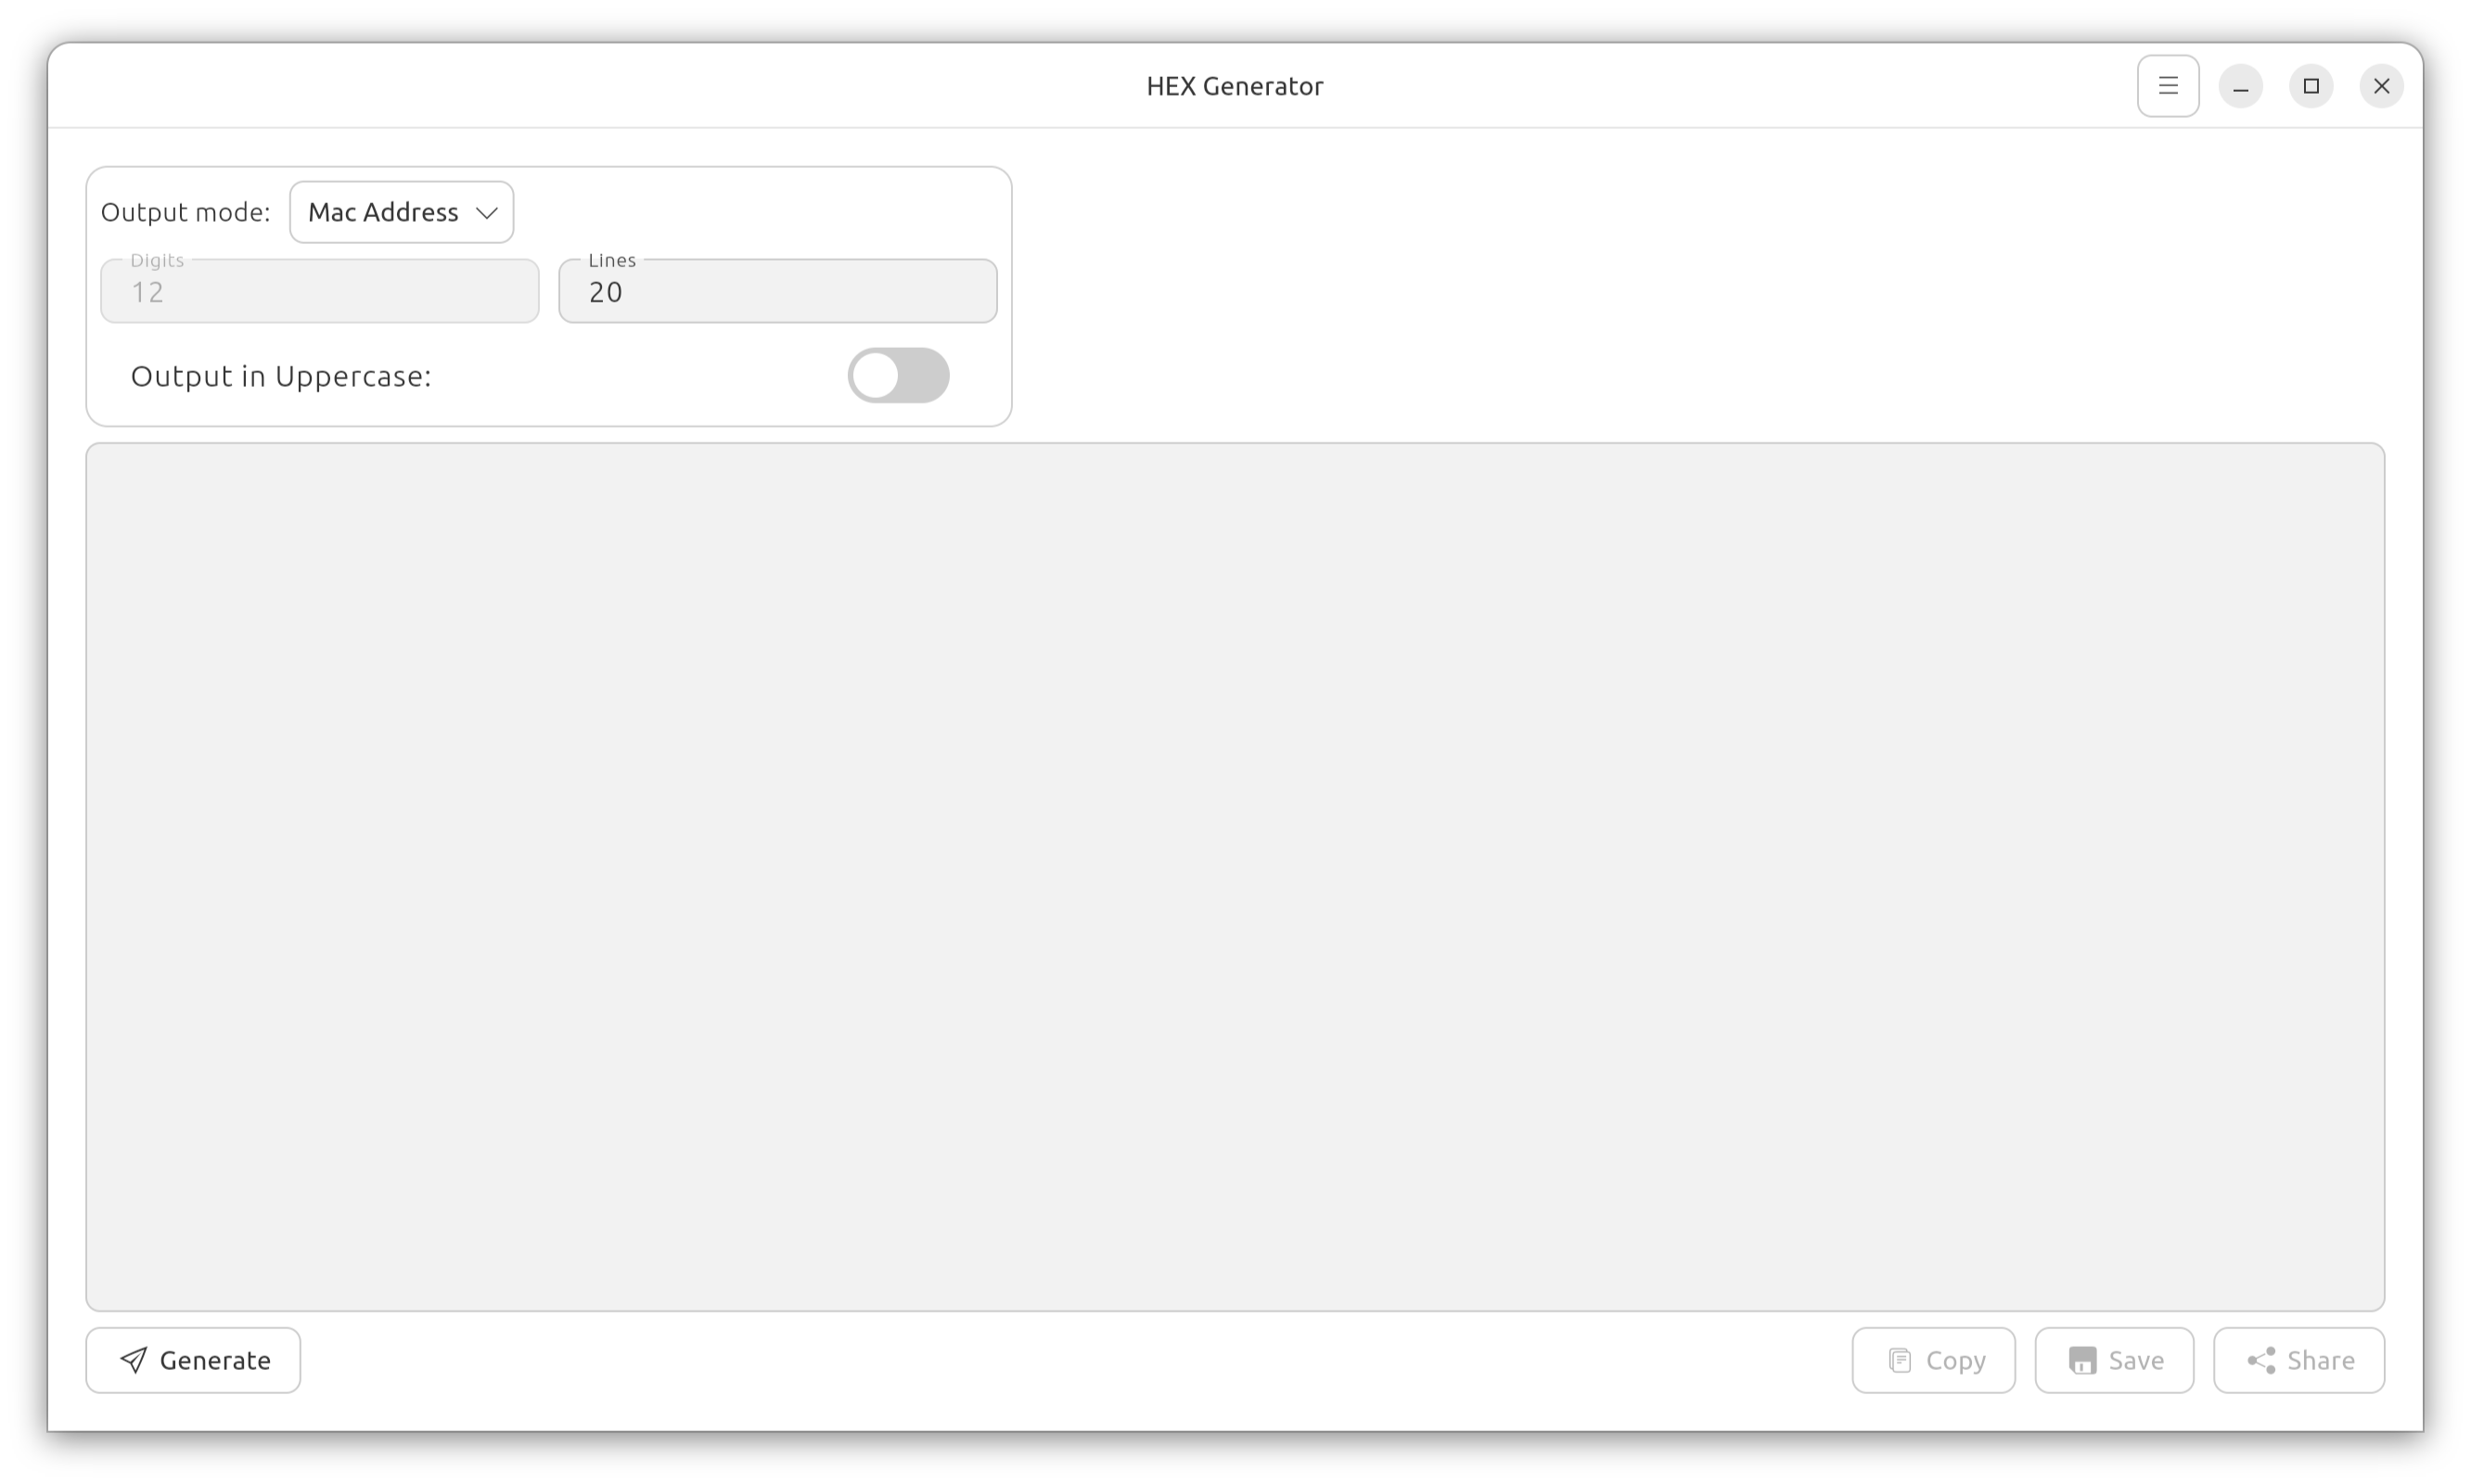 HEX Generator
Output mode: Mac Address
Digits Lines
12 20
Output in Uppercase:
Generate Copy Save Share